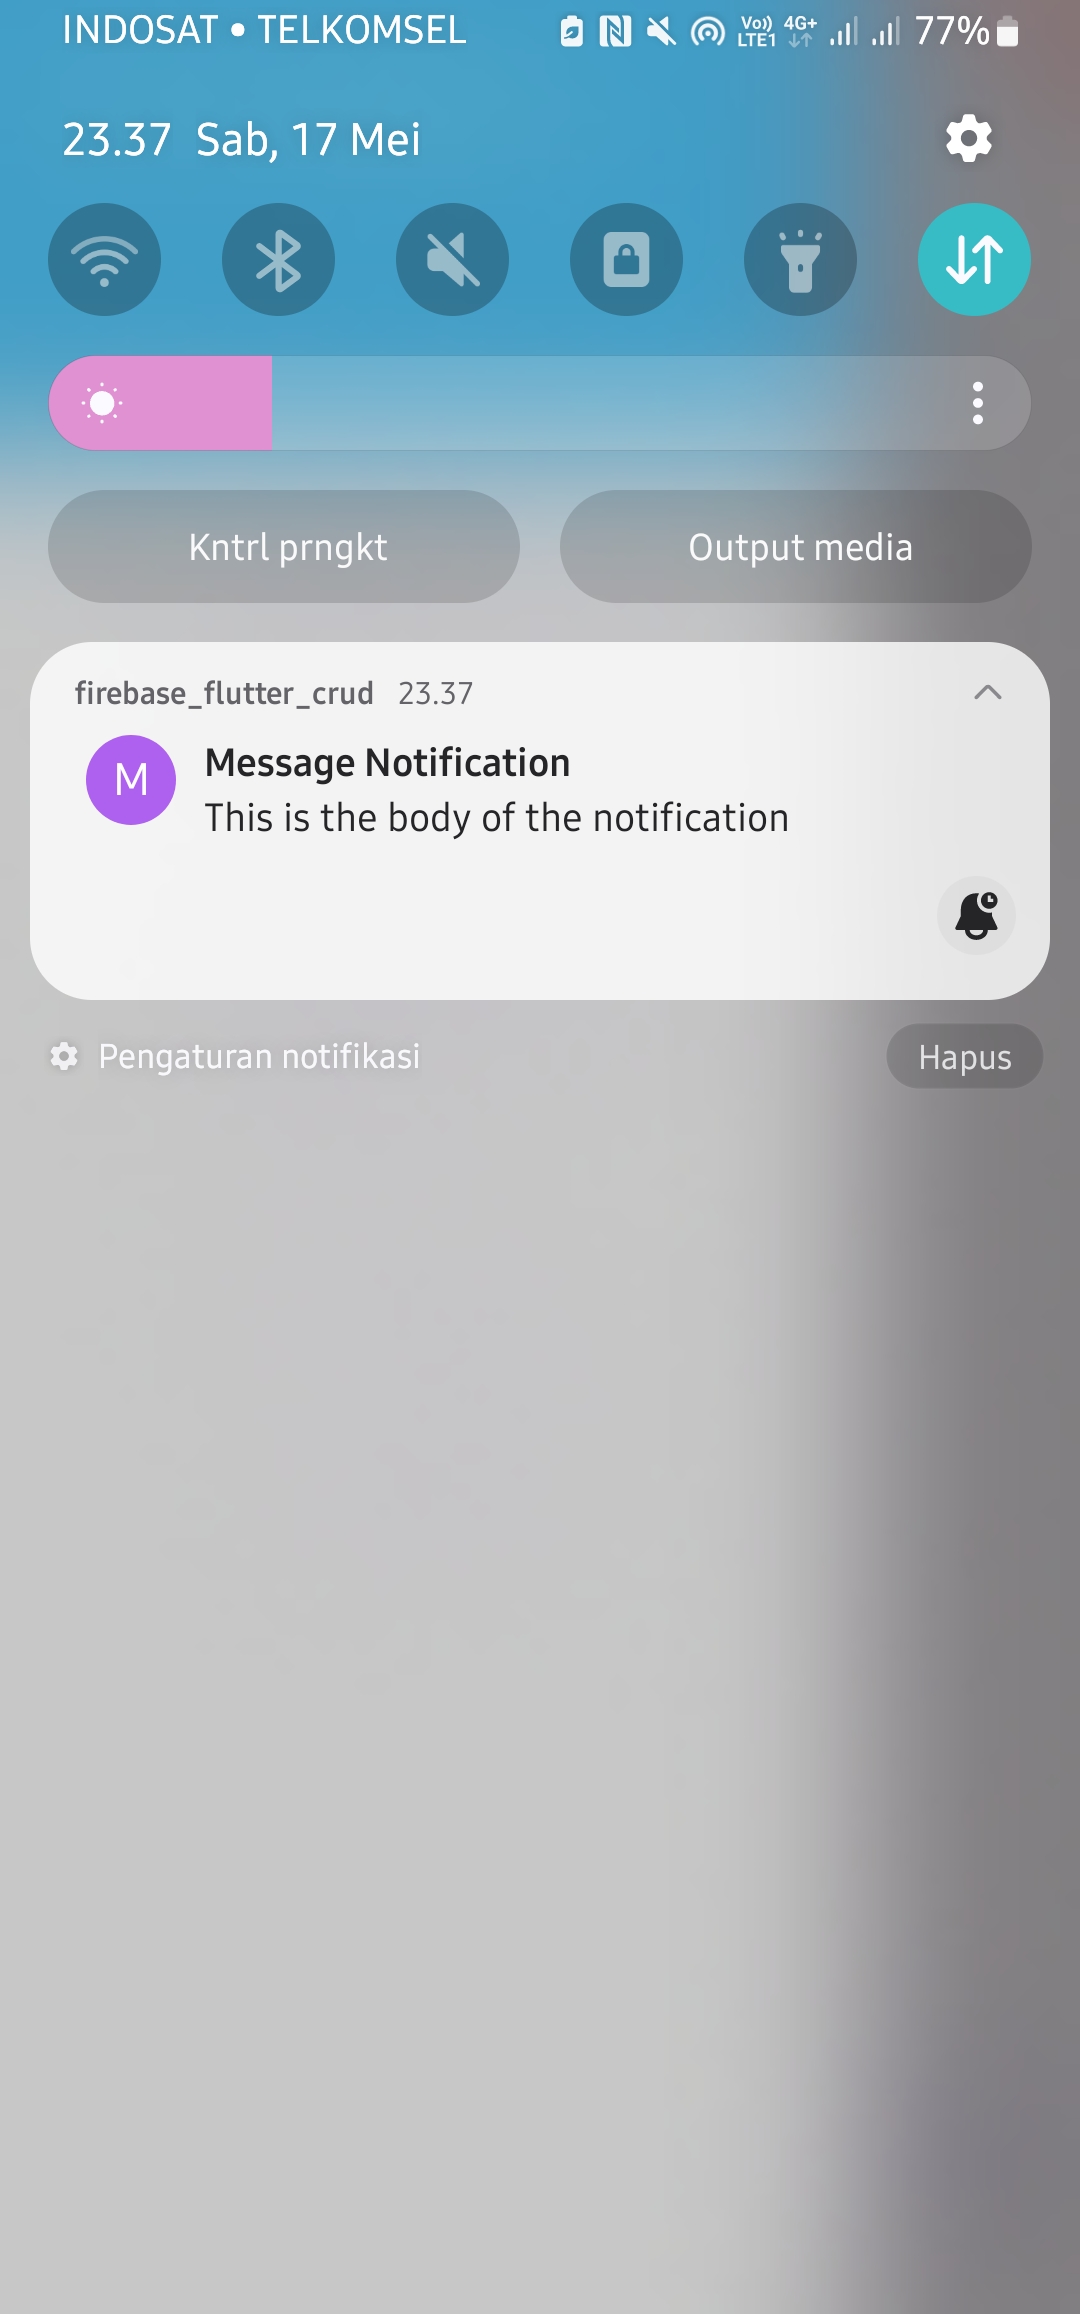 INDOSAT • TELKOMSEL Vo)) LTE1 4G+ 77%
23.37 Sab, 17 Mei
Kntrl prngkt Output media
firebase_flutter_crud 23.37
M Message Notification
This is the body of the notification
Pengaturan notifikasi Hapus